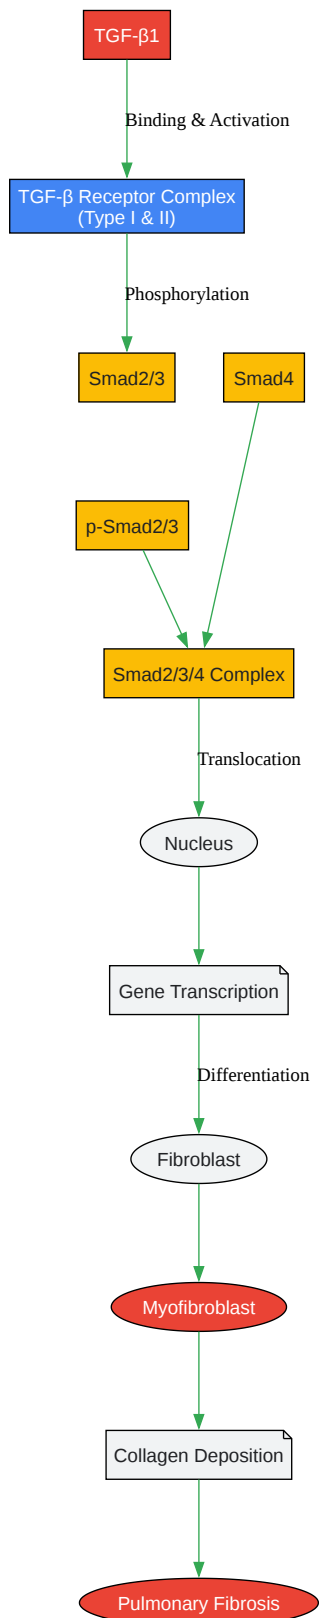 TGF-β1
Binding & Activation
TGF-β Receptor Complex
(Type I & II)
Phosphorylation
Smad2/3
Smad4
p-Smad2/3
Smad2/3/4 Complex
Translocation
Nucleus
Gene Transcription
Differentiation
Fibroblast
Myofibroblast
Collagen Deposition
Pulmonary Fibrosis